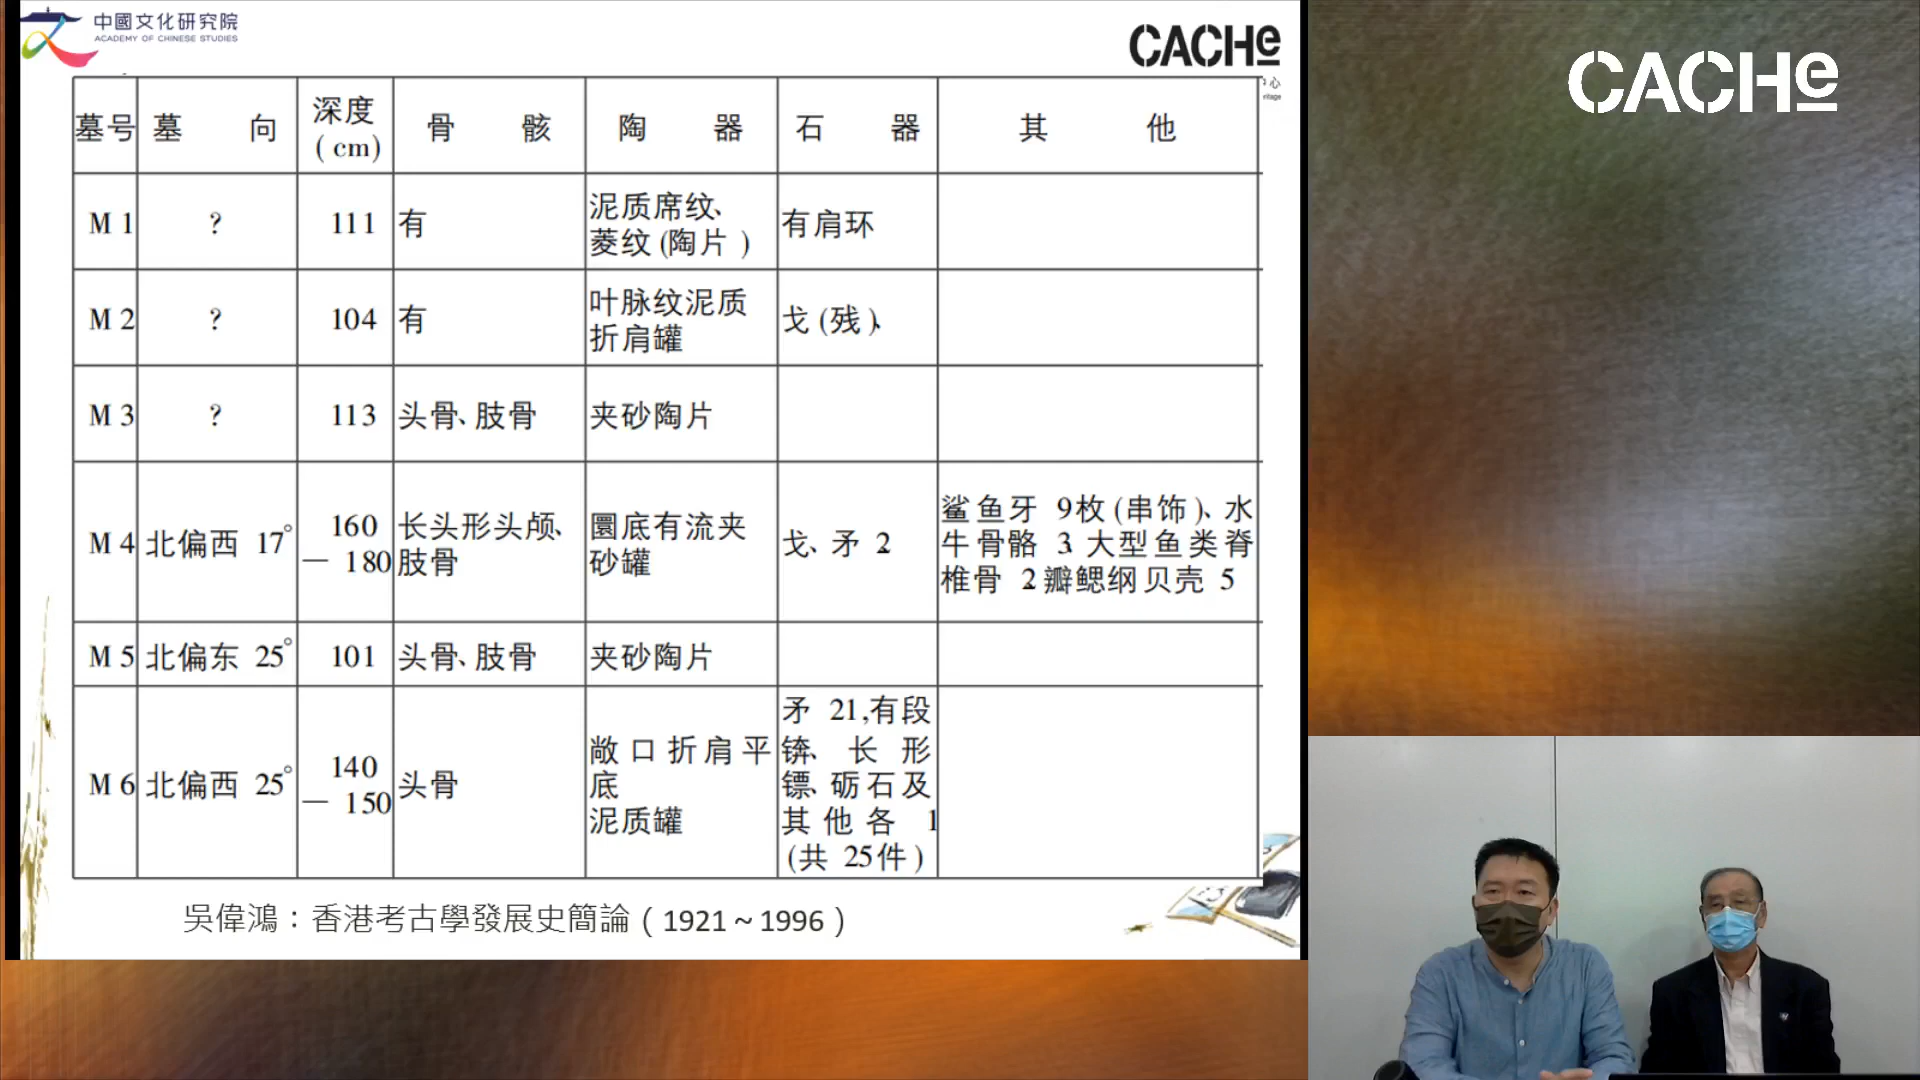 中國文化研究院
ACADEMY OF CHINESE STUDIES
CACHe
CACHe
心
墓号 墓向 深度(cm) 骨骸 陶器 石器 其他
M 1 ? 111 有 泥质席纹、菱纹(陶片) 有肩环
M 2 ? 104 有 叶脉纹泥质折肩罐 戈(残)、
M 3 ? 113 头骨、肢骨 夹砂陶片
M 4 北偏西 17° 160—180 长头形头颅、肢骨 圜底有流夹砂罐 戈、矛 2 鲨鱼牙 9枚(串饰)、水牛骨骼 3、大型鱼类脊椎骨 2、瓣鳃纲贝壳 5
M 5 北偏东 25° 101 头骨、肢骨 夹砂陶片
M 6 北偏西 25° 140—150 头骨 敞口折肩平底泥质罐 矛 21,有段锛、长形镖、砺石及其他各 1(共 25件)
吳偉鴻：香港考古學發展史簡論（1921～1996）